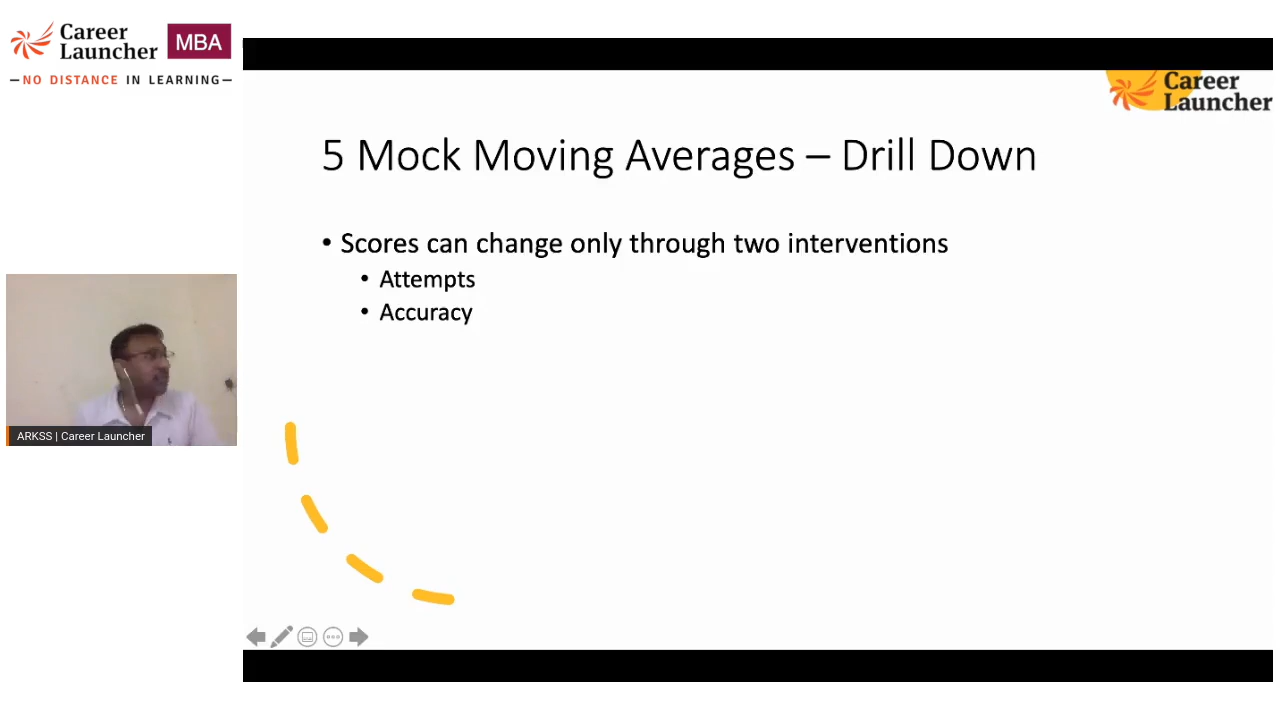 Career
Launcher
MBA
NO DISTANCE IN LEARNING
Career
Launcher
5 Mock Moving Averages – Drill Down
• Scores can change only through two interventions
• Attempts
• Accuracy
ARKSS | Career Launcher